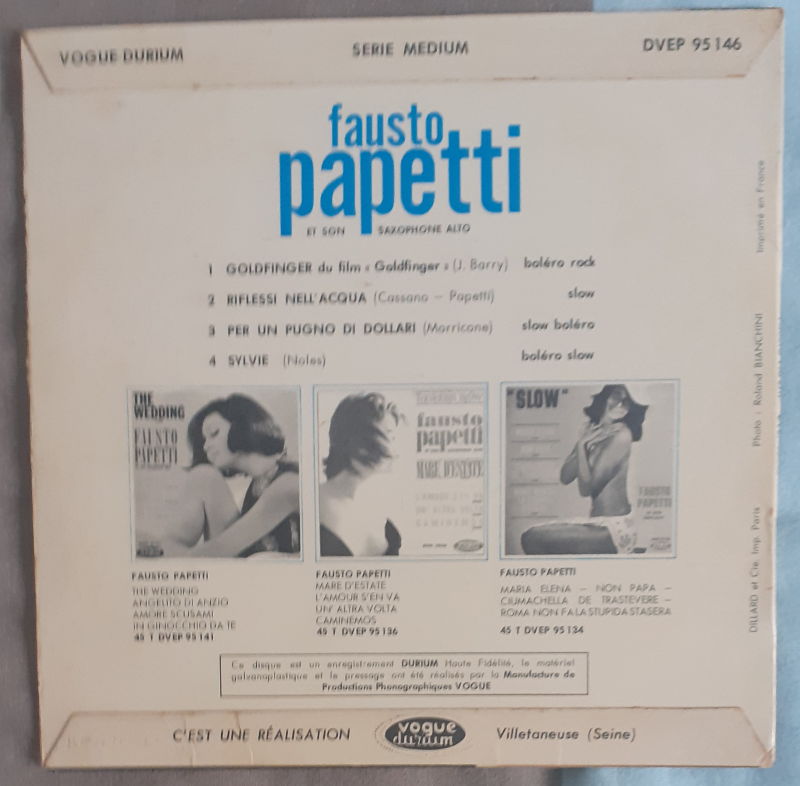 VOGUE DURIUM SERIE MEDIUM DVEP 95146
fausto
papetti
ET SON SAXOPHONE ALTO
1 GOLDFINGER du film « Goldfinger » (J. Barry) boléro rock
2 RIFLESSI NELL'ACQUA (Cassano – Papetti) slow
3 PER UN PUGNO DI DOLLARI (Morricone) slow boléro
4 SYLVIE (Noles) boléro slow
THE
WEDDING
FAUSTO
PAPETTI
fausto
papetti
MARE D'ESTATE
"SLOW"
FAUSTO
PAPETTI
FAUSTO PAPETTI
THE WEDDING
ANGELITO DI ANZIO
AMORE SCUSAMI
IN GINOCCHIO DA TE
45 T DVEP 95141
FAUSTO PAPETTI
MARE D'ESTATE
L'AMOUR S'EN VA
UN' ALTRA VOLTA
CAMINEMOS
45 T DVEP 95136
FAUSTO PAPETTI
MARIA ELENA – NON PAPA –
CIUMACHELLA DE TRASTEVERE –
ROMA NON FA LA STUPIDA STASERA
45 T DVEP 95134
Ce disque est un enregistrement DURIUM Haute Fidélité, le matériel
galvanoplastique et le pressage ont été réalisés par la Manufacture de
Productions Phonographiques VOGUE
C'EST UNE RÉALISATION vogue durium Villetaneuse (Seine)
DILLARD et Cie. Imp. Paris Photo : Roland BIANCHINI Imprimé en France